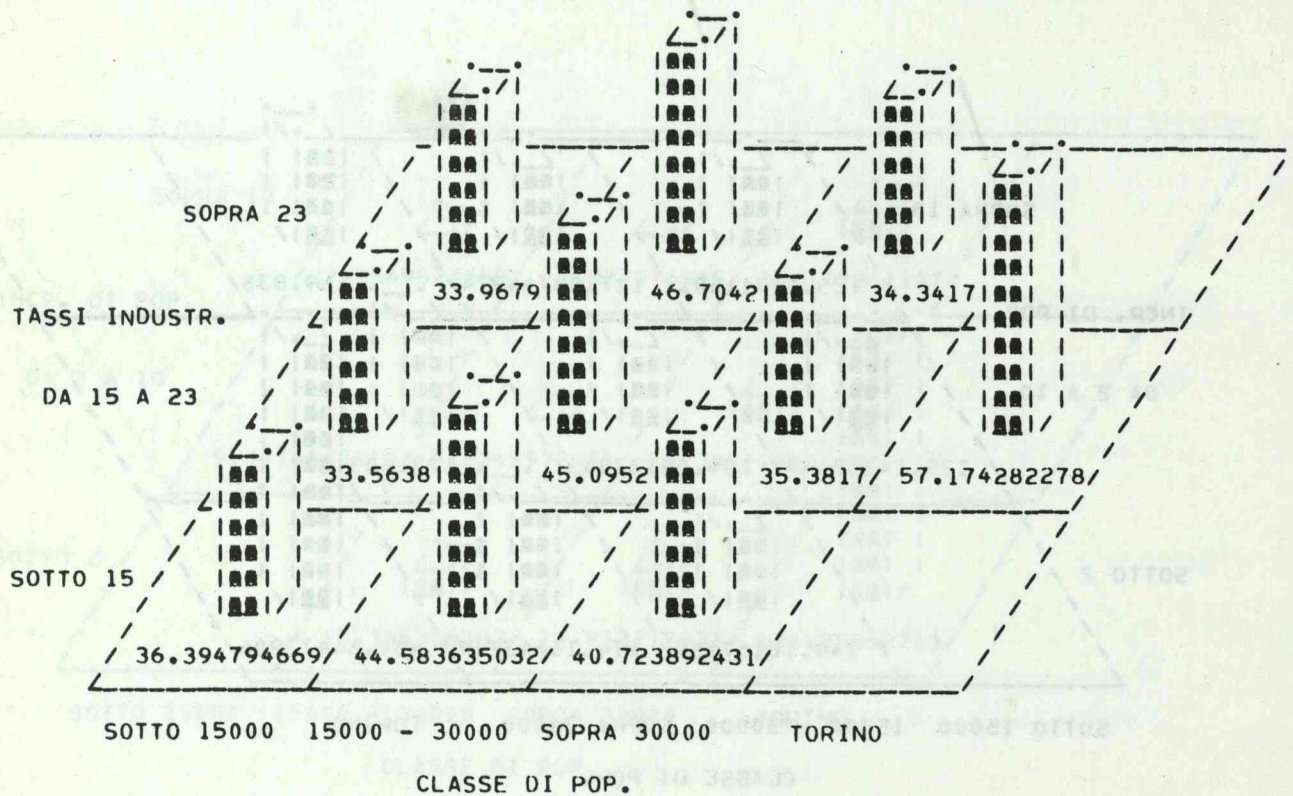 SOPRA 23
33.9679 46.7042 34.3417
TASSI INDUSTR.
DA 15 A 23
33.5638 45.0952 35.3817 57.174282278
SOTTO 15
36.394794669 44.583635032 40.723892431
SOTTO 15000 15000 - 30000 SOPRA 30000 TORINO
CLASSE DI POP.